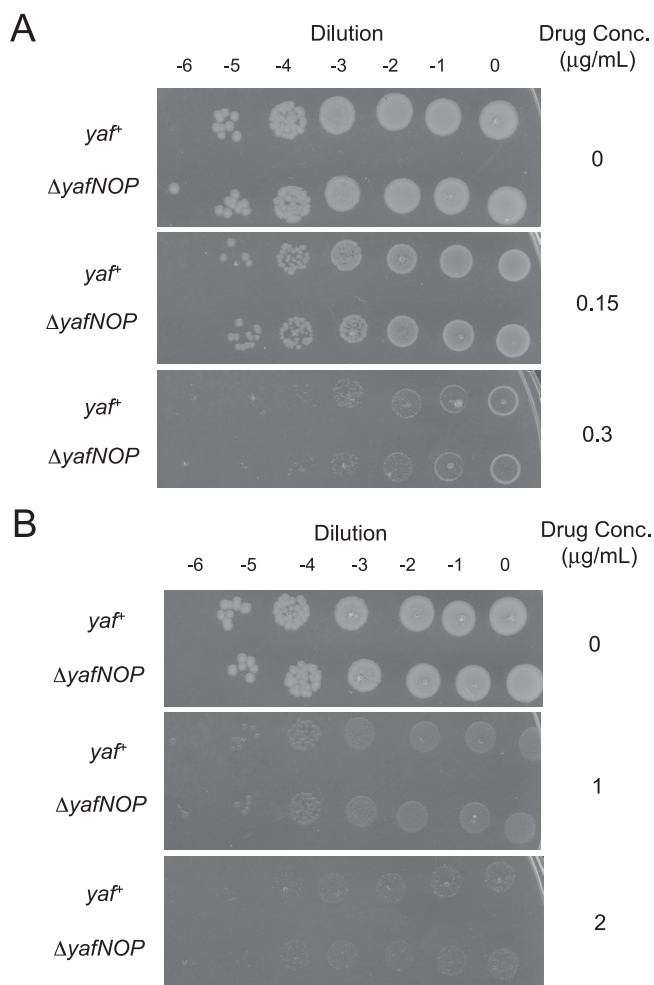 A
Dilution
Drug Conc.
(μg/mL)
-6 -5 -4 -3 -2 -1 0
yaf+
ΔyafNOP
0
yaf+
ΔyafNOP
0.15
yaf+
ΔyafNOP
0.3
B
Dilution
Drug Conc.
(μg/mL)
-6 -5 -4 -3 -2 -1 0
yaf+
ΔyafNOP
0
yaf+
ΔyafNOP
1
yaf+
ΔyafNOP
2